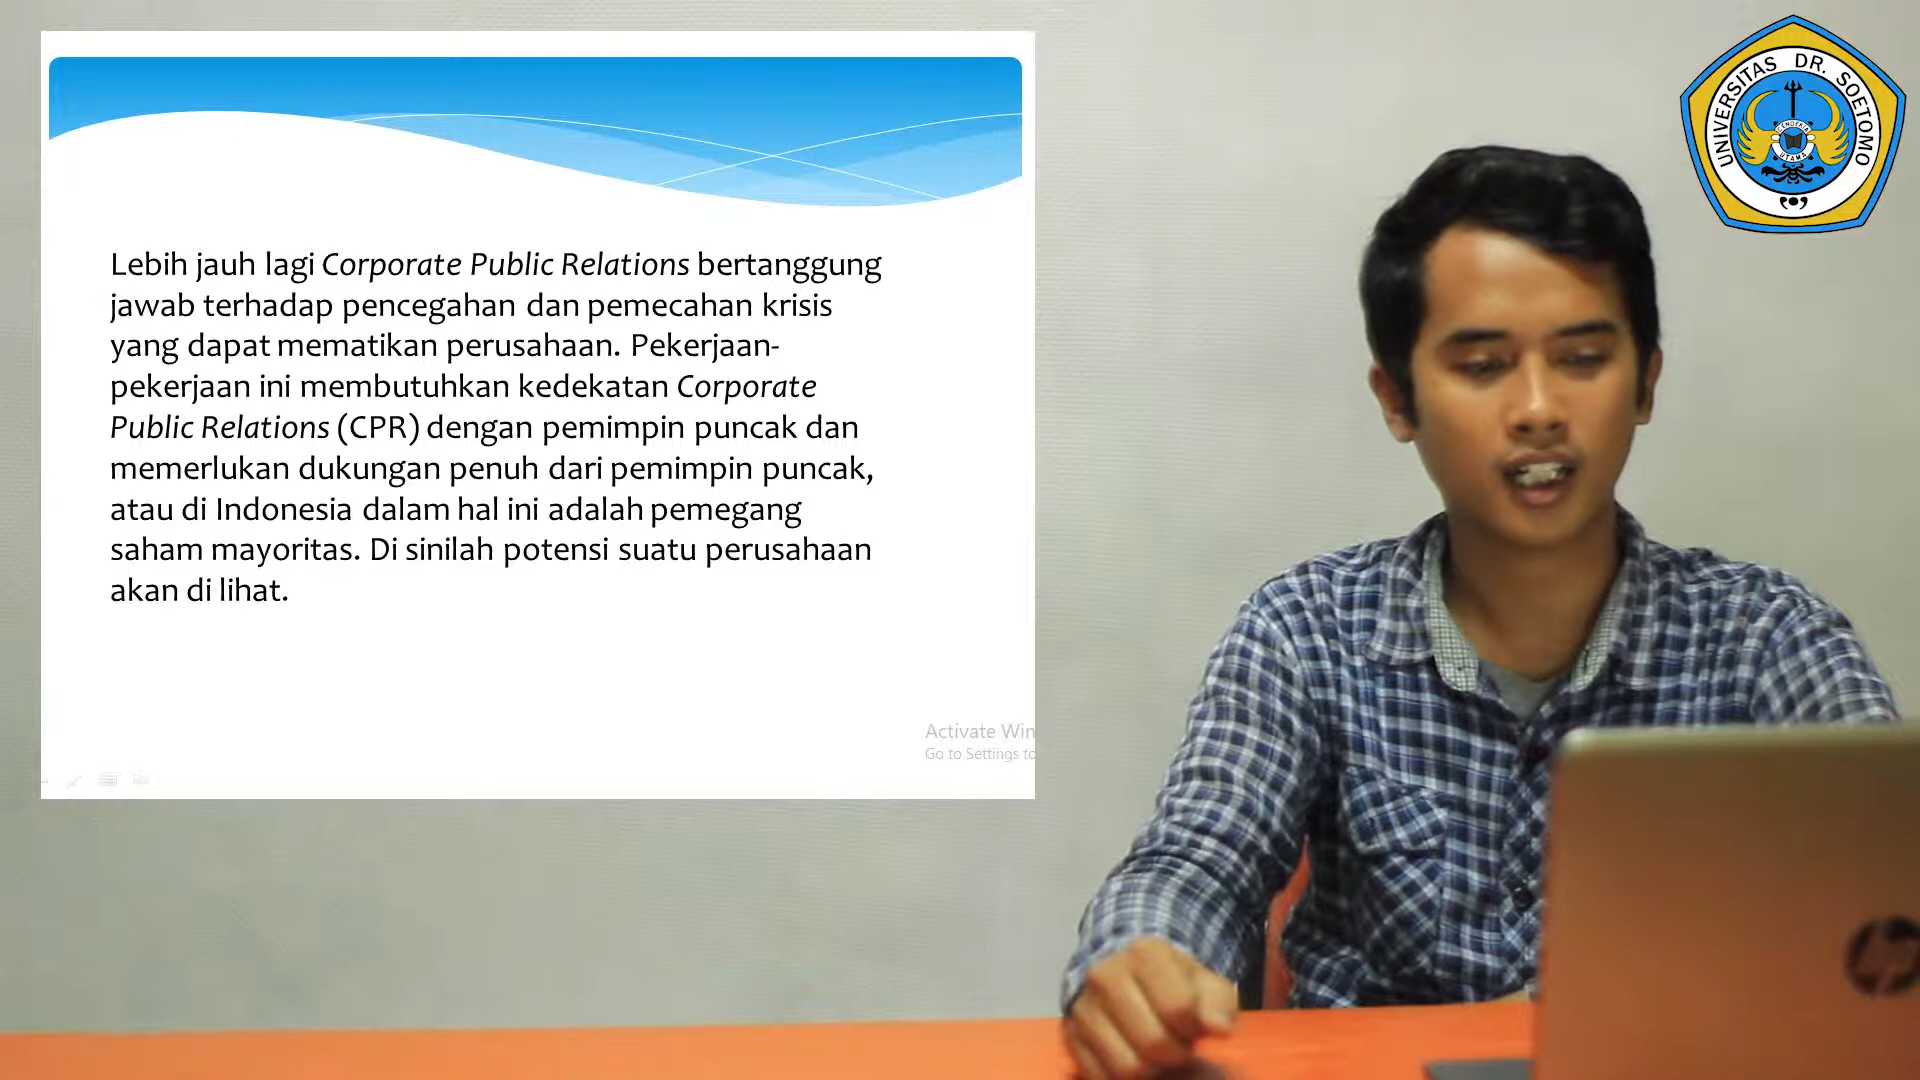 Lebih jauh lagi Corporate Public Relations bertanggung
jawab terhadap pencegahan dan pemecahan krisis
yang dapat mematikan perusahaan. Pekerjaan-
pekerjaan ini membutuhkan kedekatan Corporate
Public Relations (CPR) dengan pemimpin puncak dan
memerlukan dukungan penuh dari pemimpin puncak,
atau di Indonesia dalam hal ini adalah pemegang
saham mayoritas. Di sinilah potensi suatu perusahaan
akan di lihat.
Activate Win
Go to Settings to
UNIVERSITAS DR. SOETOMO
CENDEKIA
UTAMA
hp